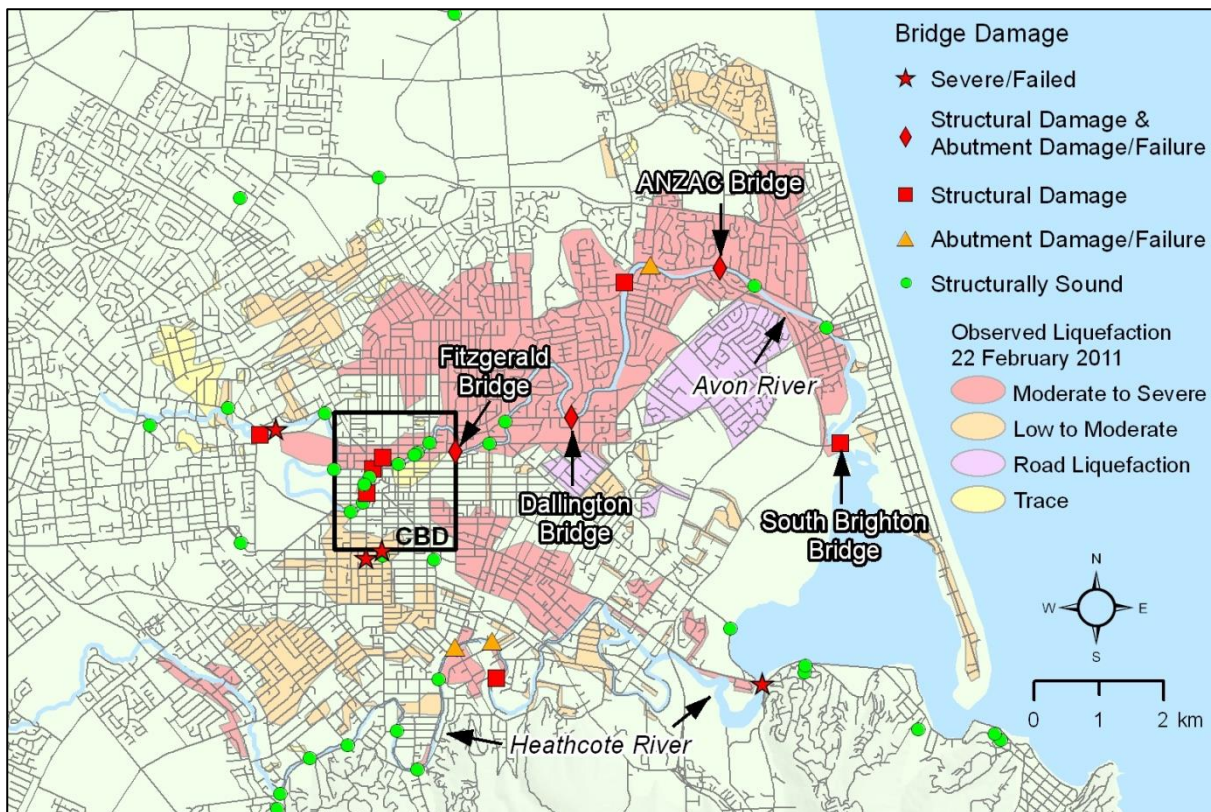 Bridge Damage
Severe/Failed
Structural Damage &
Abutment Damage/Failure
Structural Damage
Abutment Damage/Failure
Structurally Sound
Observed Liquefaction
22 February 2011
Moderate to Severe
Low to Moderate
Road Liquefaction
Trace
ANZAC Bridge
Fitzgerald
Bridge
Avon River
Dallington
Bridge
South Brighton
Bridge
CBD
Heathcote River
N
W
E
S
0 1 2 km